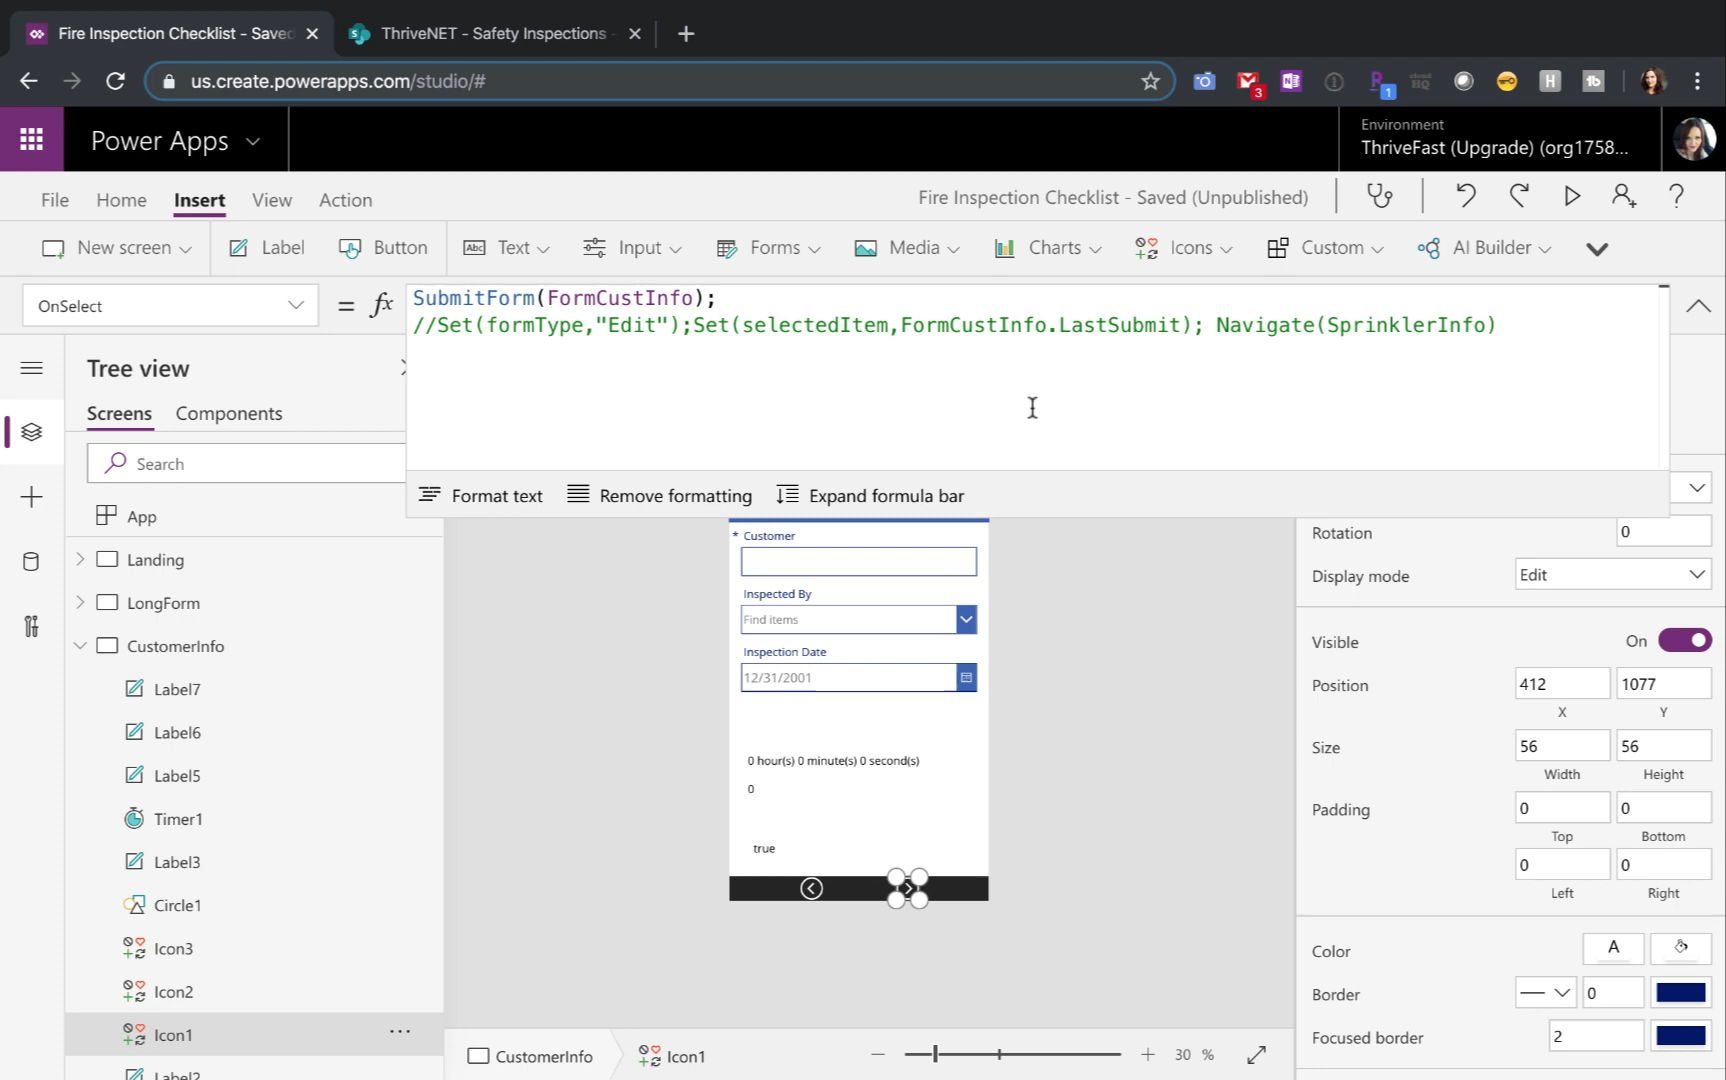 Fire Inspection Checklist - Saved
ThriveNET - Safety Inspections -
us.create.powerapps.com/studio/#
3
1
H
tb
Power Apps
Environment
ThriveFast (Upgrade) (org1758...
File Home Insert View Action
Fire Inspection Checklist - Saved (Unpublished)
?
New screen Label Button Abc Text Input Forms Media Charts Icons Custom AI Builder
OnSelect
= fx
SubmitForm(FormCustInfo);
//Set(formType,"Edit");Set(selectedItem,FormCustInfo.LastSubmit); Navigate(SprinklerInfo)
Format text Remove formatting Expand formula bar
Tree view
Screens Components
Search
App
Landing
LongForm
CustomerInfo
Label7
Label6
Label5
Timer1
Label3
Circle1
Icon3
Icon2
Icon1 ...
Label2
* Customer
Inspected By
Find items
Inspection Date
12/31/2001
0 hour(s) 0 minute(s) 0 second(s)
0
true
CustomerInfo Icon1
30 %
Rotation 0
Display mode Edit
Visible On
Position 412 1077
X Y
Size 56 56
Width Height
Padding 0 0
Top Bottom
0 0
Left Right
Color A
Border 0
Focused border 2